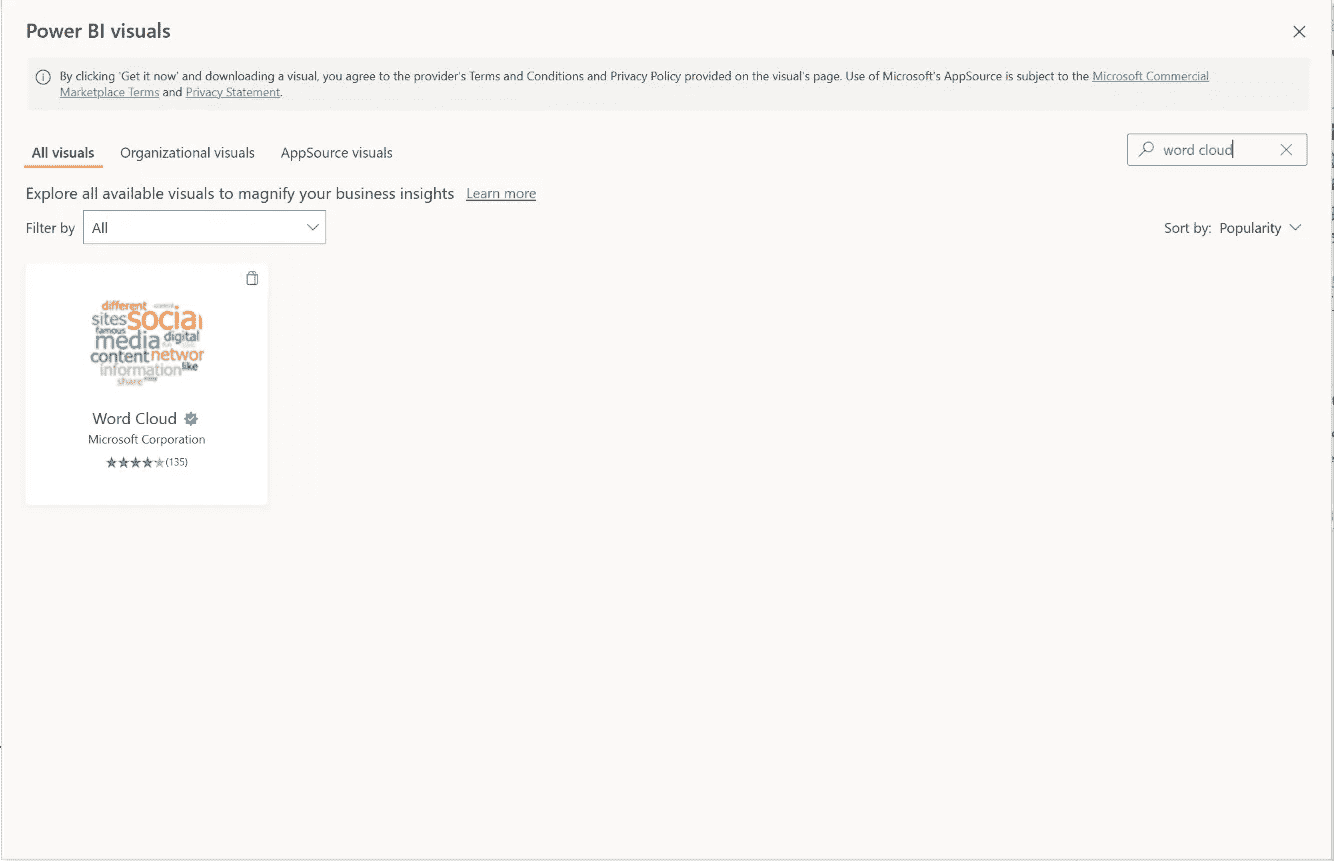 Power BI visuals
By clicking 'Get it now' and downloading a visual, you agree to the provider's Terms and Conditions and Privacy Policy provided on the visual's page. Use of Microsoft's AppSource is subject to the Microsoft Commercial
Marketplace Terms and Privacy Statement.
All visuals Organizational visuals AppSource visuals
word cloud
Explore all available visuals to magnify your business insights Learn more
Filter by All
Sort by: Popularity
different
sites social
famous
media digital
content networ
information like
share
Word Cloud
Microsoft Corporation
(135)